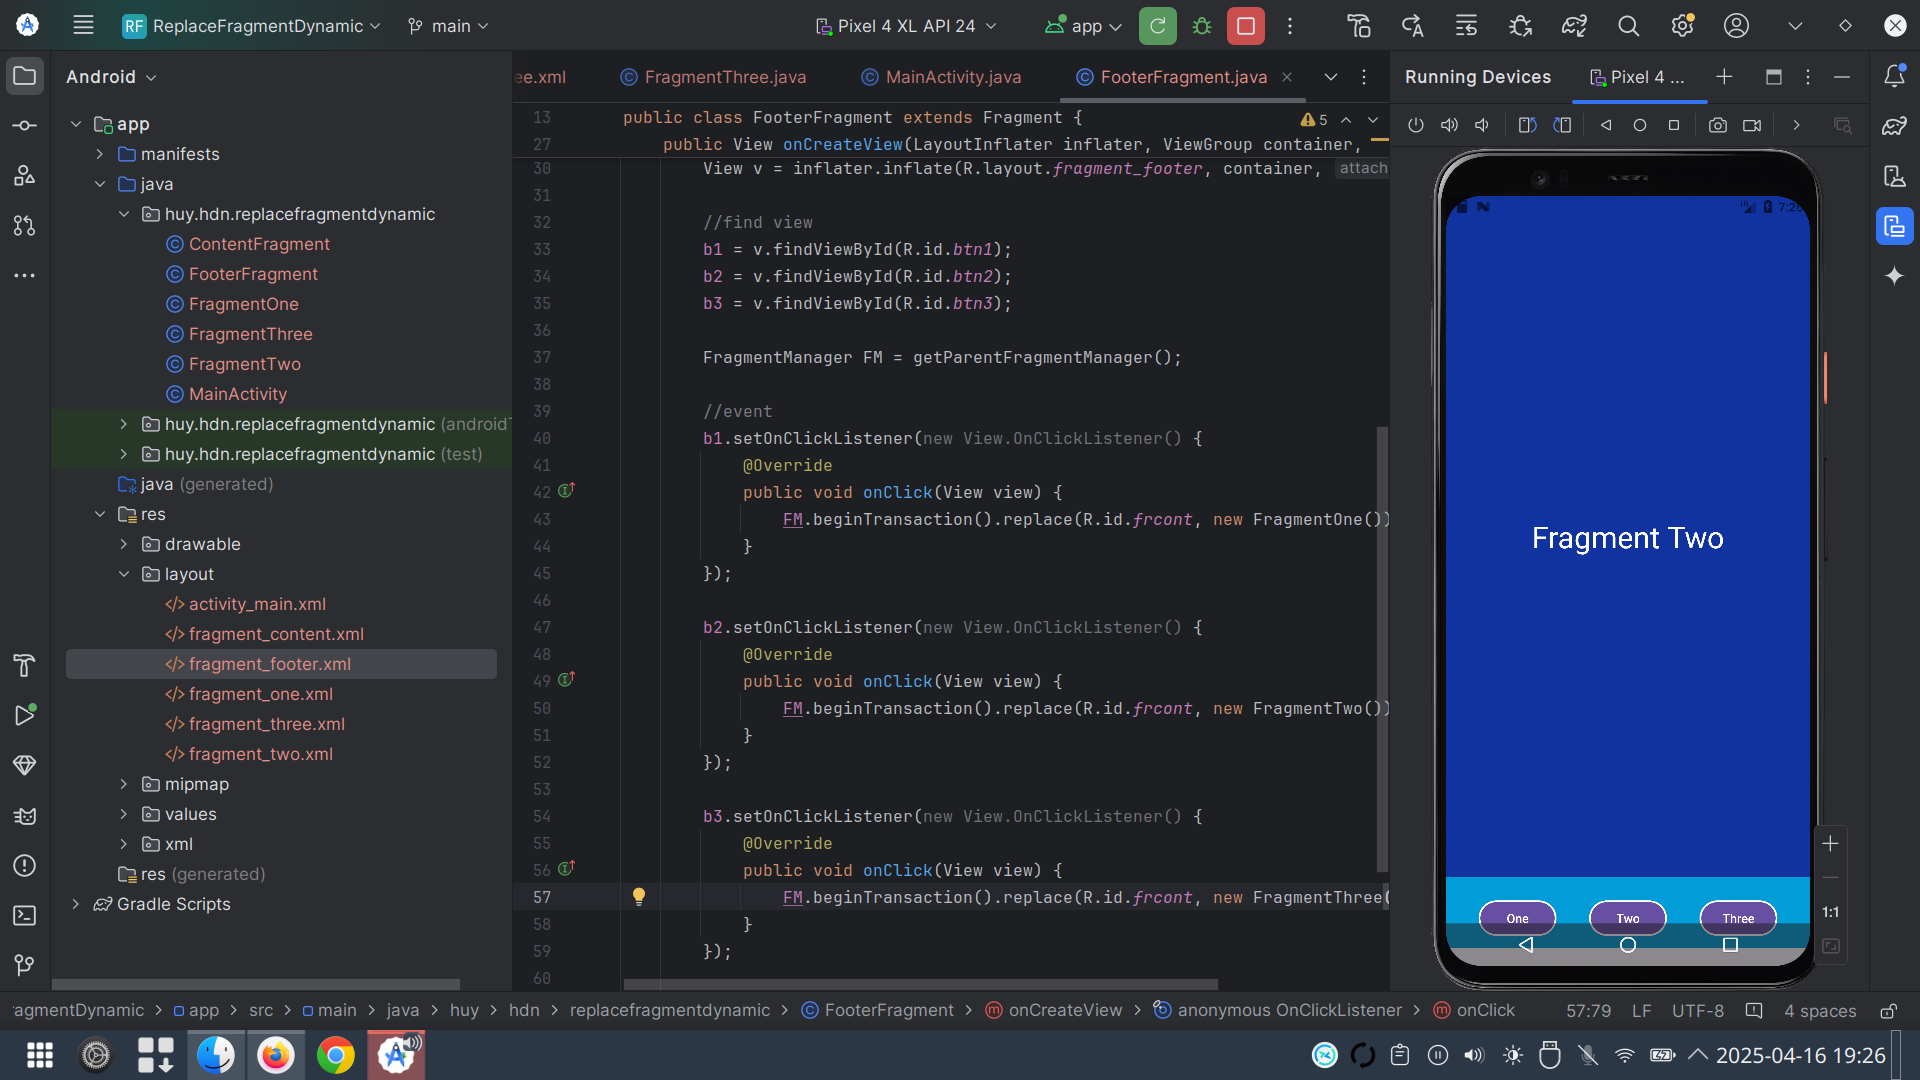 RF ReplaceFragmentDynamic
main
Pixel 4 XL API 24
app
Android
app
manifests
java
huy.hdn.replacefragmentdynamic
ContentFragment
FooterFragment
FragmentOne
FragmentThree
FragmentTwo
MainActivity
huy.hdn.replacefragmentdynamic (androidT
huy.hdn.replacefragmentdynamic (test)
java (generated)
res
drawable
layout
activity_main.xml
fragment_content.xml
fragment_footer.xml
fragment_one.xml
fragment_three.xml
fragment_two.xml
mipmap
values
xml
res (generated)
Gradle Scripts
ee.xml
FragmentThree.java
MainActivity.java
FooterFragment.java
5
13 public class FooterFragment extends Fragment {
27 public View onCreateView(LayoutInflater inflater, ViewGroup container,
30 View v = inflater.inflate(R.layout.fragment_footer, container, attach
31
32 //find view
33 b1 = v.findViewById(R.id.btn1);
34 b2 = v.findViewById(R.id.btn2);
35 b3 = v.findViewById(R.id.btn3);
36
37 FragmentManager FM = getParentFragmentManager();
38
39 //event
40 b1.setOnClickListener(new View.OnClickListener() {
41 @Override
42 public void onClick(View view) {
43 FM.beginTransaction().replace(R.id.frcont, new FragmentOne())
44 }
45 });
46
47 b2.setOnClickListener(new View.OnClickListener() {
48 @Override
49 public void onClick(View view) {
50 FM.beginTransaction().replace(R.id.frcont, new FragmentTwo())
51 }
52 });
53
54 b3.setOnClickListener(new View.OnClickListener() {
55 @Override
56 public void onClick(View view) {
57 FM.beginTransaction().replace(R.id.frcont, new FragmentThree(
58 }
59 });
60
Running Devices
Pixel 4 ...
7:26
Fragment Two
One
Two
Three
1:1
ragmentDynamic > app > src > main > java > huy > hdn > replacefragmentdynamic > FooterFragment > onCreateView > anonymous OnClickListener > onClick
57:79
LF
UTF-8
4 spaces
2025-04-16 19:26